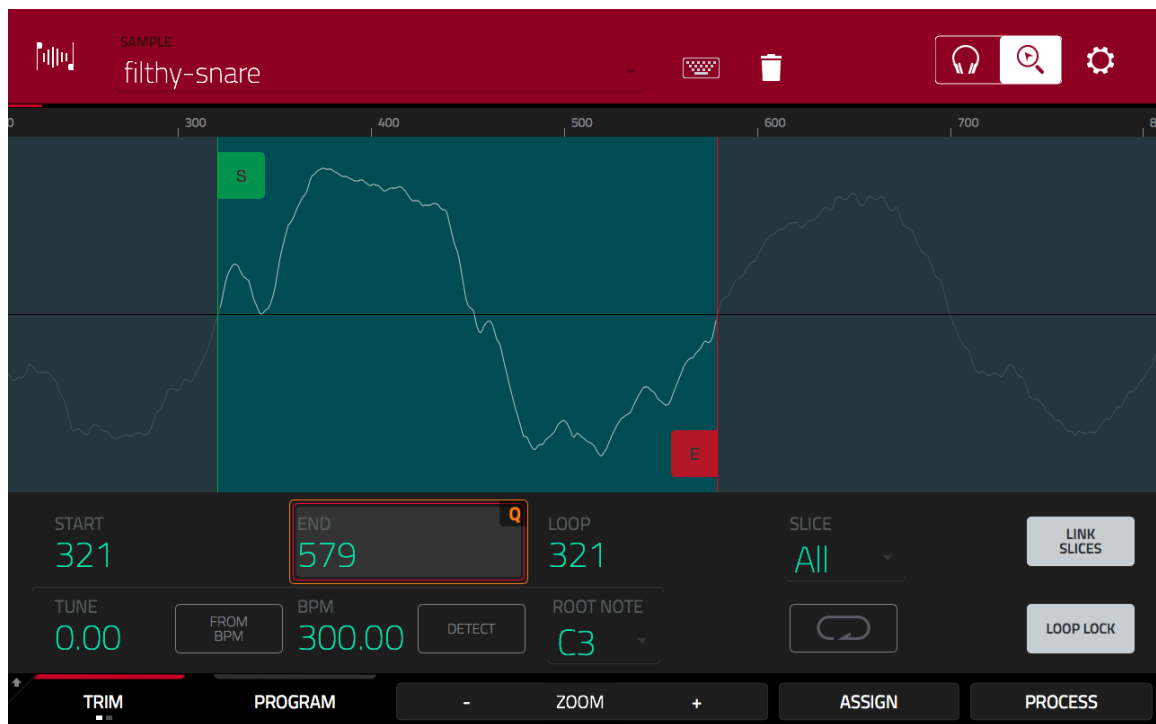 SAMPLE
filthy-snare
0 300 400 500 600 700 8
S
E
START END Q LOOP SLICE
321 579 321 All
LINK SLICES
TUNE BPM ROOT NOTE
0.00 FROM BPM 300.00 DETECT C3 LOOP LOCK
TRIM PROGRAM - ZOOM + ASSIGN PROCESS